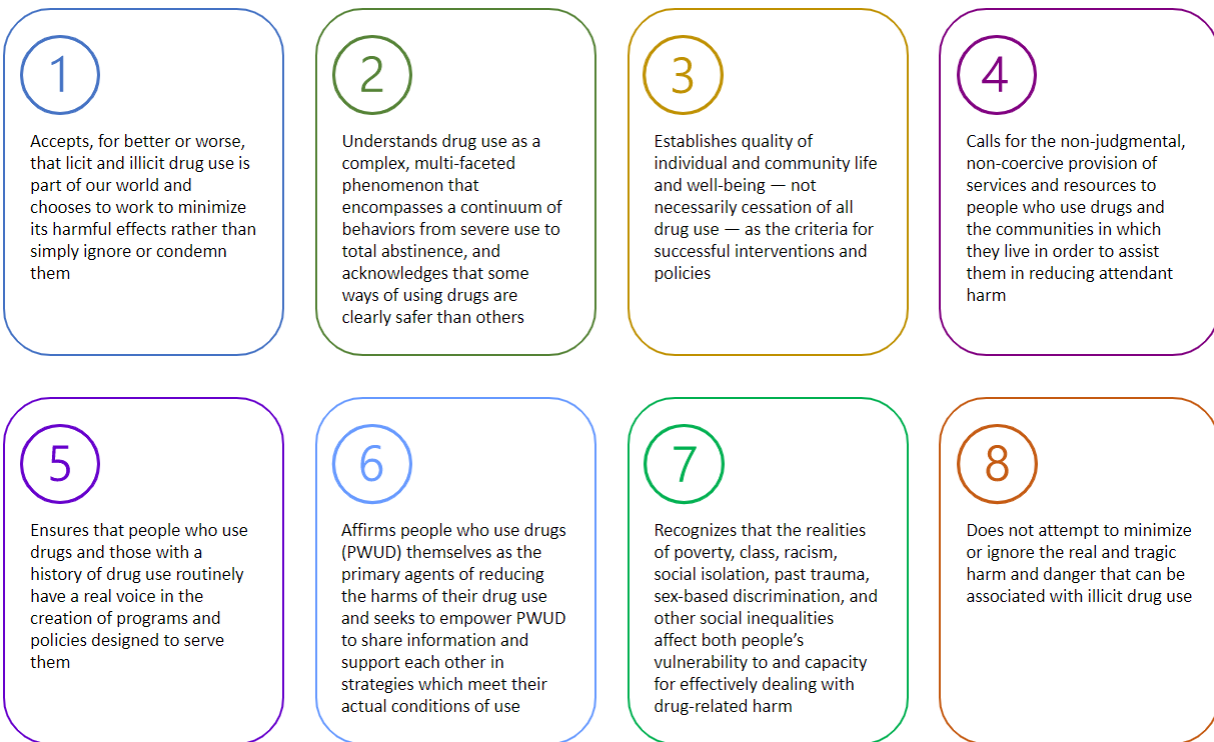 1
Accepts, for better or worse,
that licit and illicit drug use is
part of our world and
chooses to work to minimize
its harmful effects rather than
simply ignore or condemn
them
2
Understands drug use as a
complex, multi-faceted
phenomenon that
encompasses a continuum of
behaviors from severe use to
total abstinence, and
acknowledges that some
ways of using drugs are
clearly safer than others
3
Establishes quality of
individual and community life
and well-being — not
necessarily cessation of all
drug use — as the criteria for
successful interventions and
policies
4
Calls for the non-judgmental,
non-coercive provision of
services and resources to
people who use drugs and
the communities in which
they live in order to assist
them in reducing attendant
harm
5
Ensures that people who use
drugs and those with a
history of drug use routinely
have a real voice in the
creation of programs and
policies designed to serve
them
6
Affirms people who use drugs
(PWUD) themselves as the
primary agents of reducing
the harms of their drug use
and seeks to empower PWUD
to share information and
support each other in
strategies which meet their
actual conditions of use
7
Recognizes that the realities
of poverty, class, racism,
social isolation, past trauma,
sex-based discrimination, and
other social inequalities
affect both people’s
vulnerability to and capacity
for effectively dealing with
drug-related harm
8
Does not attempt to minimize
or ignore the real and tragic
harm and danger that can be
associated with illicit drug use